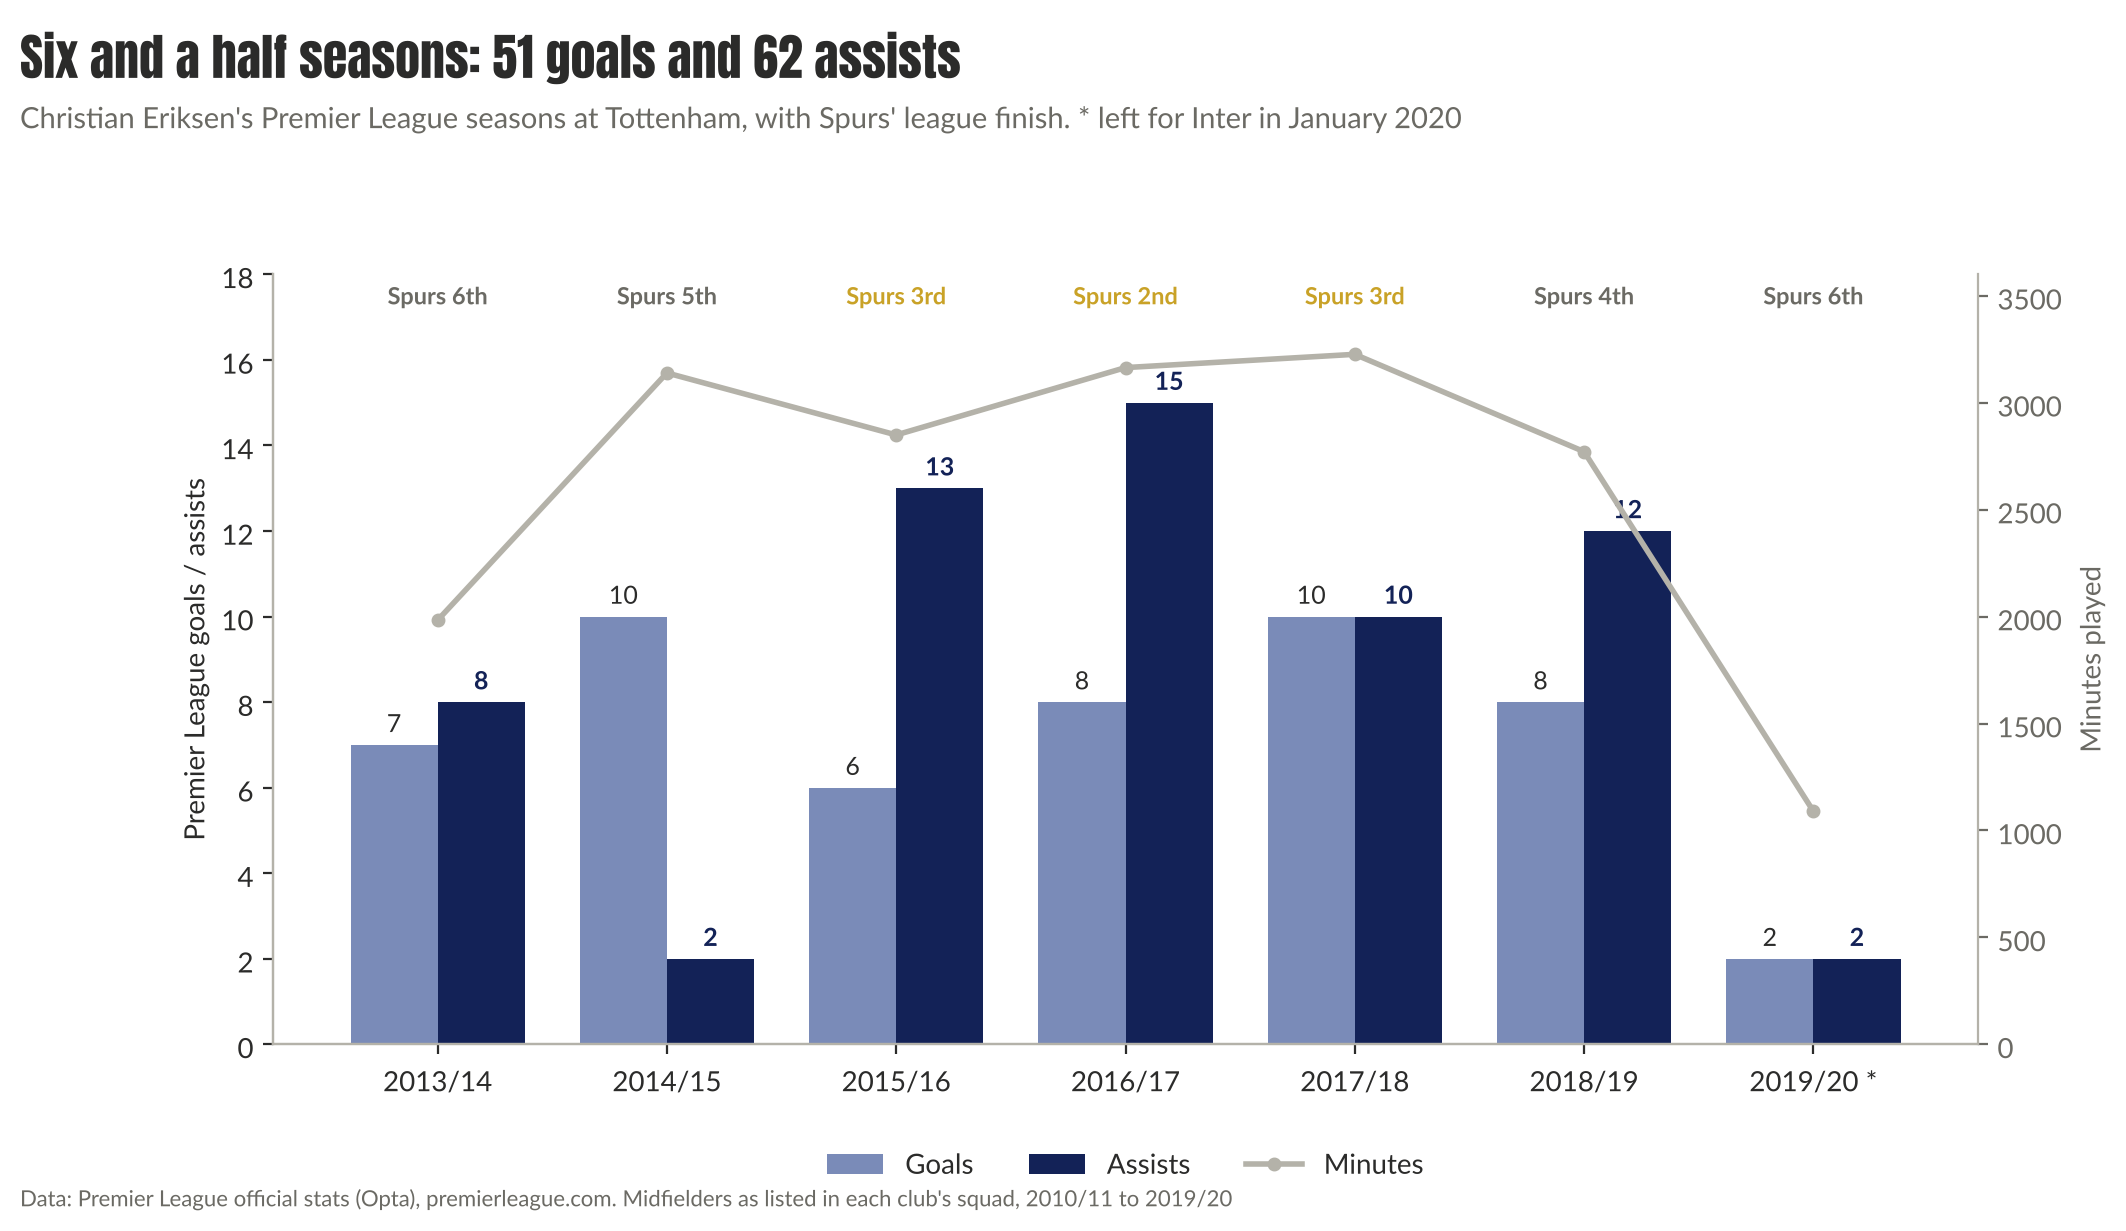 Six and a half seasons: 51 goals and 62 assists
Christian Eriksen's Premier League seasons at Tottenham, with Spurs' league finish. * left for Inter in January 2020
Spurs 6th
Spurs 5th
Spurs 3rd
Spurs 2nd
Spurs 3rd
Spurs 4th
Spurs 6th
Premier League goals / assists
18
16
14
12
10
8
6
4
2
0
7
8
10
2
6
13
8
15
10
10
8
12
2
2
3500
3000
2500
2000
1500
1000
500
0
Minutes played
2013/14
2014/15
2015/16
2016/17
2017/18
2018/19
2019/20 *
Goals
Assists
Minutes
Data: Premier League official stats (Opta), premierleague.com. Midfielders as listed in each club's squad, 2010/11 to 2019/20